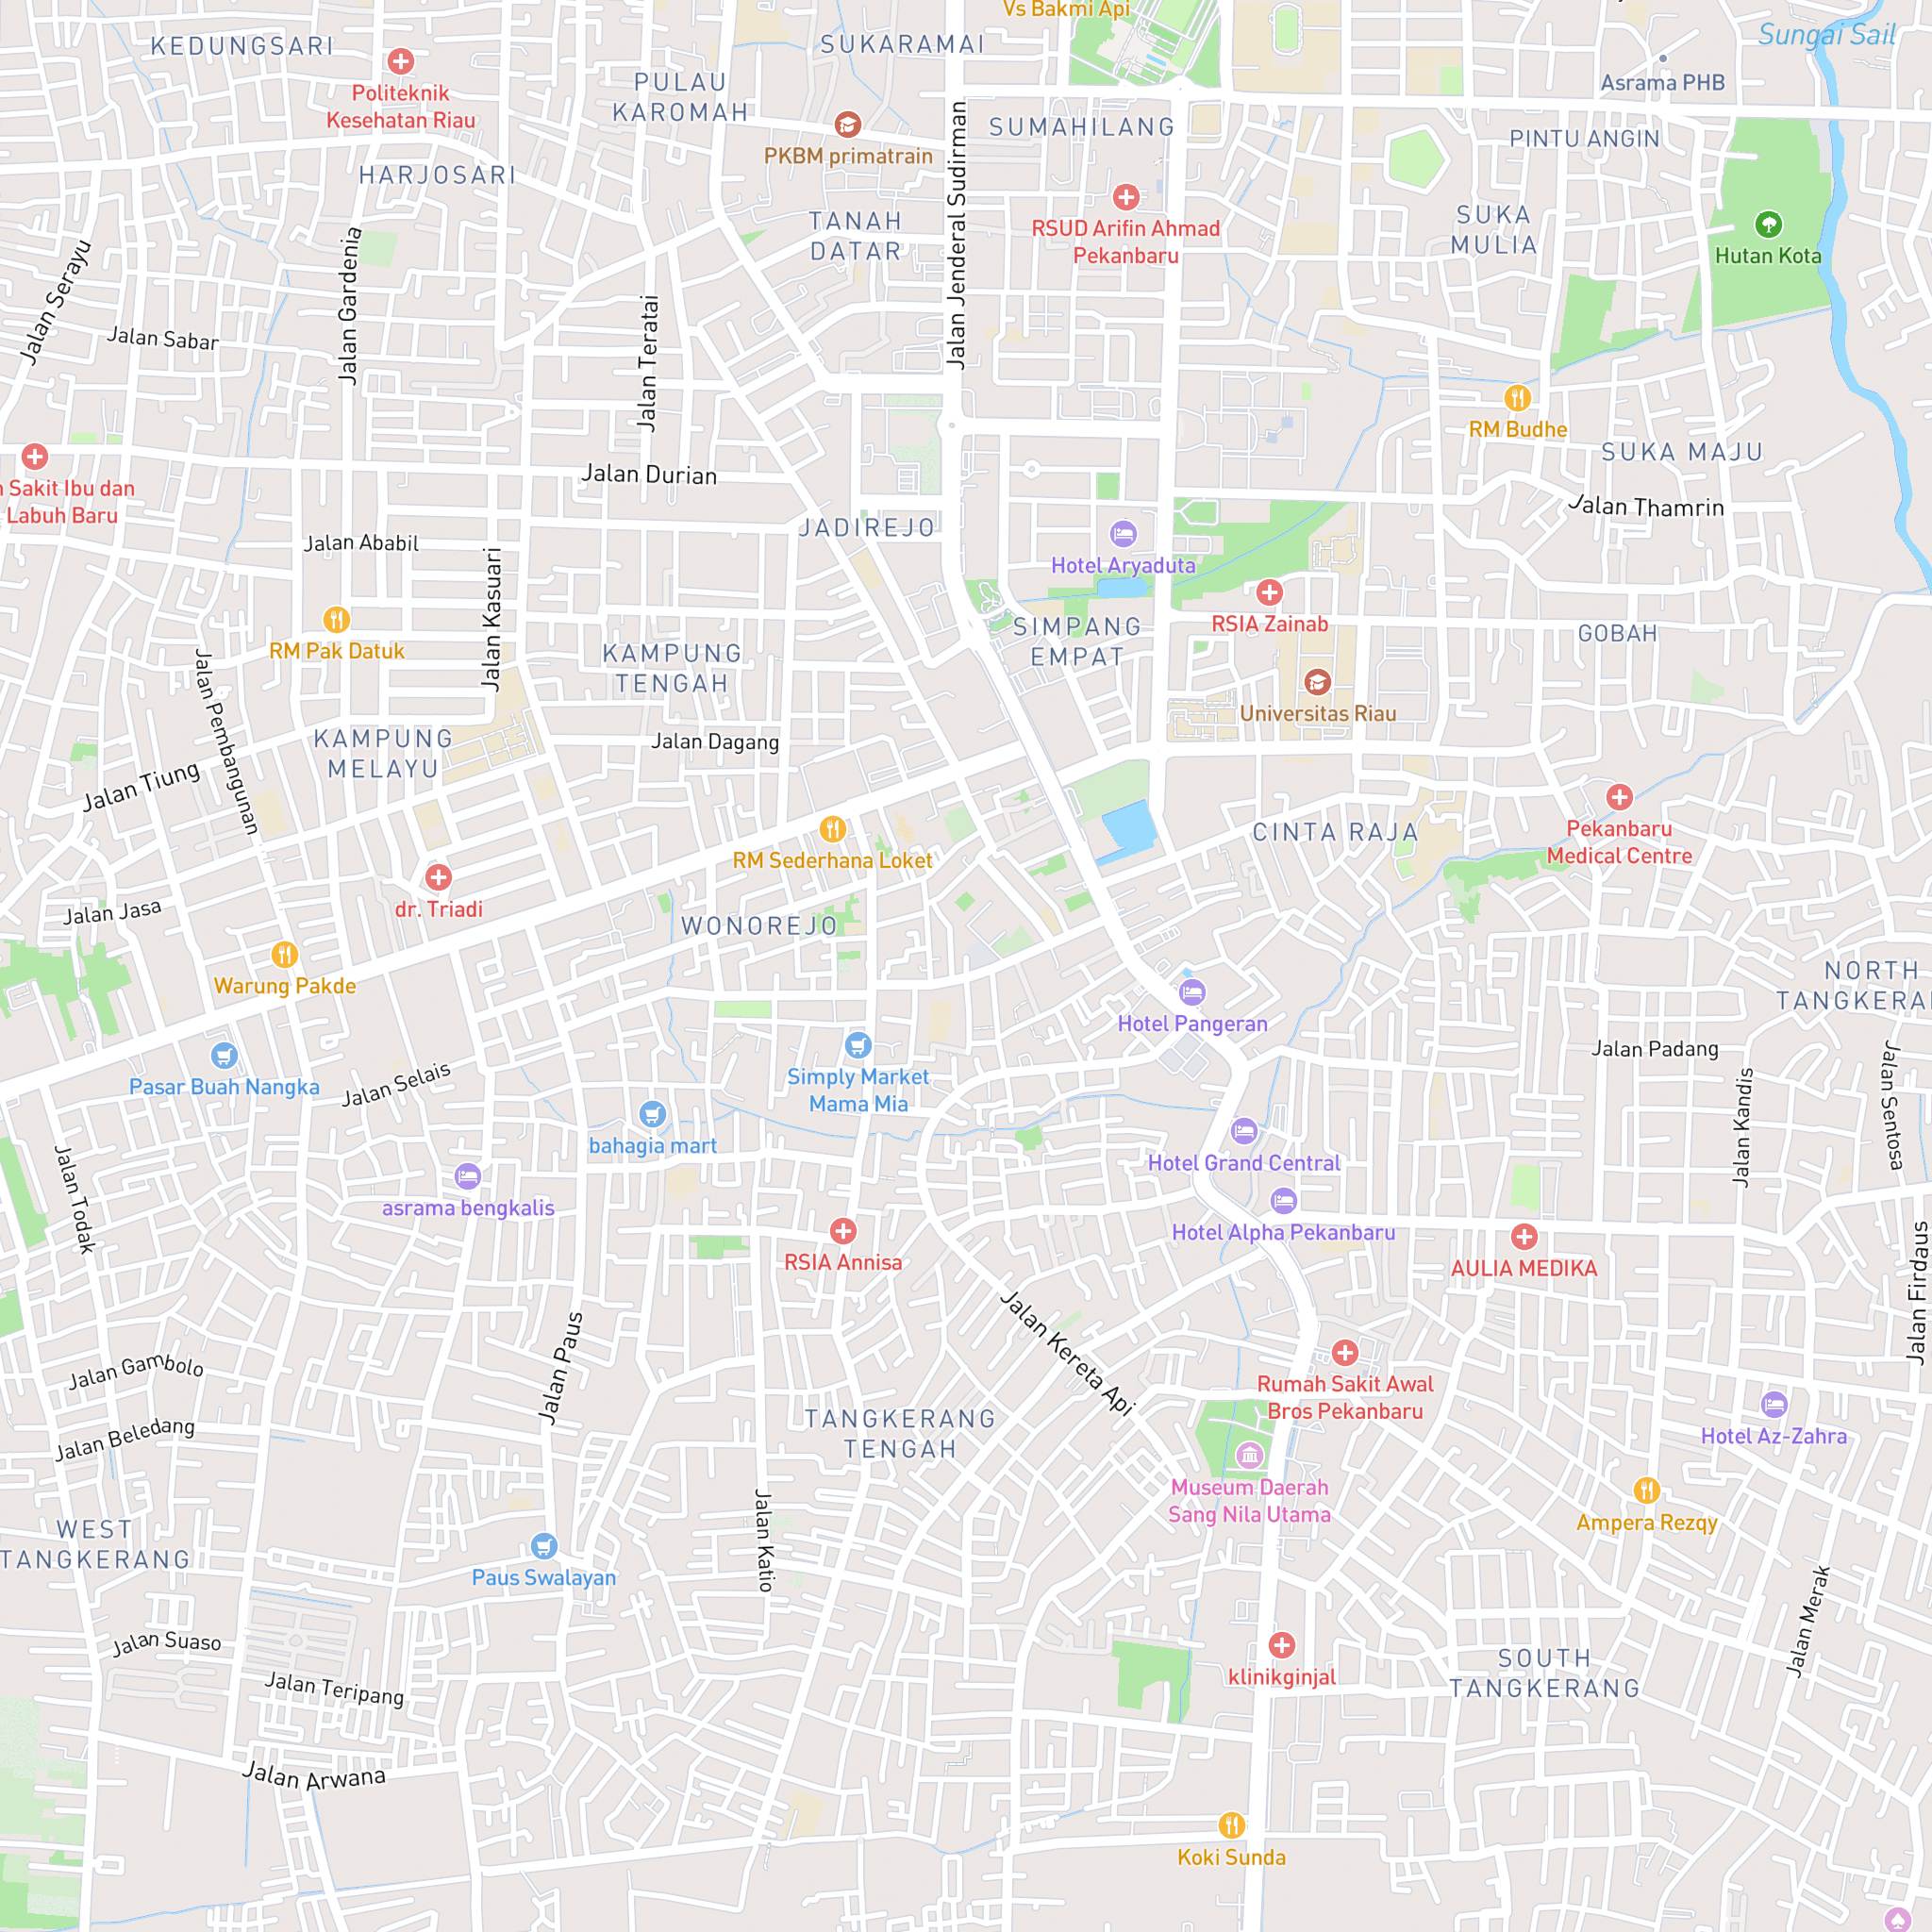 Vs Bakmi Api
KEDUNGSARI
SUKARAMAI
Sungai Sail
Politeknik
Kesehatan Riau
PULAU
KAROMAH
Asrama PHB
SUMAHILANG
PINTU ANGIN
PKBM primatrain
HARJOSARI
TANAH
DATAR
Jalan Jenderal Sudirman
RSUD Arifin Ahmad
Pekanbaru
SUKA
MULIA
Hutan Kota
Jalan Serayu
Jalan Gardenia
Jalan Sabar
Jalan Teratai
RM Budhe
SUKA MAJU
Jalan Durian
Sakit Ibu dan
Labuh Baru
Jalan Thamrin
JADIREJO
Jalan Ababil
Hotel Aryaduta
Jalan Kasuari
RSIA Zainab
SIMPANG
EMPAT
GOBAH
RM Pak Datuk
KAMPUNG
TENGAH
Jalan Pembangunan
Universitas Riau
Jalan Dagang
KAMPUNG
MELAYU
Jalan Tiung
Pekanbaru
Medical Centre
CINTA RAJA
RM Sederhana Loket
dr. Triadi
Jalan Jasa
WONOREJO
Warung Pakde
NORTH
Hotel Pangeran
Jalan Padang
Pasar Buah Nangka
Jalan Selais
Simply Market
Mama Mia
Jalan Kandis
Jalan Sentosa
bahagia mart
Hotel Grand Central
Jalan Todak
asrama bengkalis
Hotel Alpha Pekanbaru
RSIA Annisa
AULIA MEDIKA
Jalan Firdaus
Jalan Kereta Api
Jalan Paus
Jalan Gambolo
Rumah Sakit Awal
Bros Pekanbaru
Jalan Beledang
TANGKERANG
TENGAH
Hotel Az-Zahra
Museum Daerah
Sang Nila Utama
Ampera Rezqy
WEST
TANGKERANG
Jalan Katio
Paus Swalayan
Jalan Merak
Jalan Suaso
klinikginjal
SOUTH
TANGKERANG
Jalan Teripang
Jalan Arwana
Koki Sunda